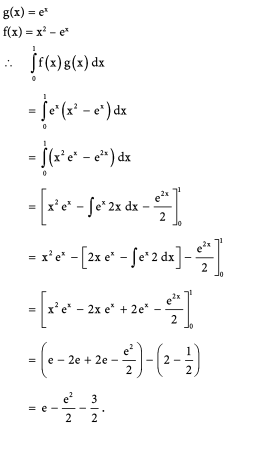 g(x) = eˣ
f(x) = x² − eˣ
∴ ∫₀¹ f(x) g(x) dx
= ∫₀¹ eˣ(x² − eˣ) dx
= ∫₀¹ (x² eˣ − e²ˣ) dx
= [x² eˣ − ∫eˣ 2x dx − e²ˣ/2]₀¹
= x² eˣ − [2x eˣ − ∫eˣ 2 dx] − e²ˣ/2]₀¹
= [x² eˣ − 2x eˣ + 2eˣ − e²ˣ/2]₀¹
= (e − 2e + 2e − e²/2) − (2 − 1/2)
= e − e²/2 − 3/2.